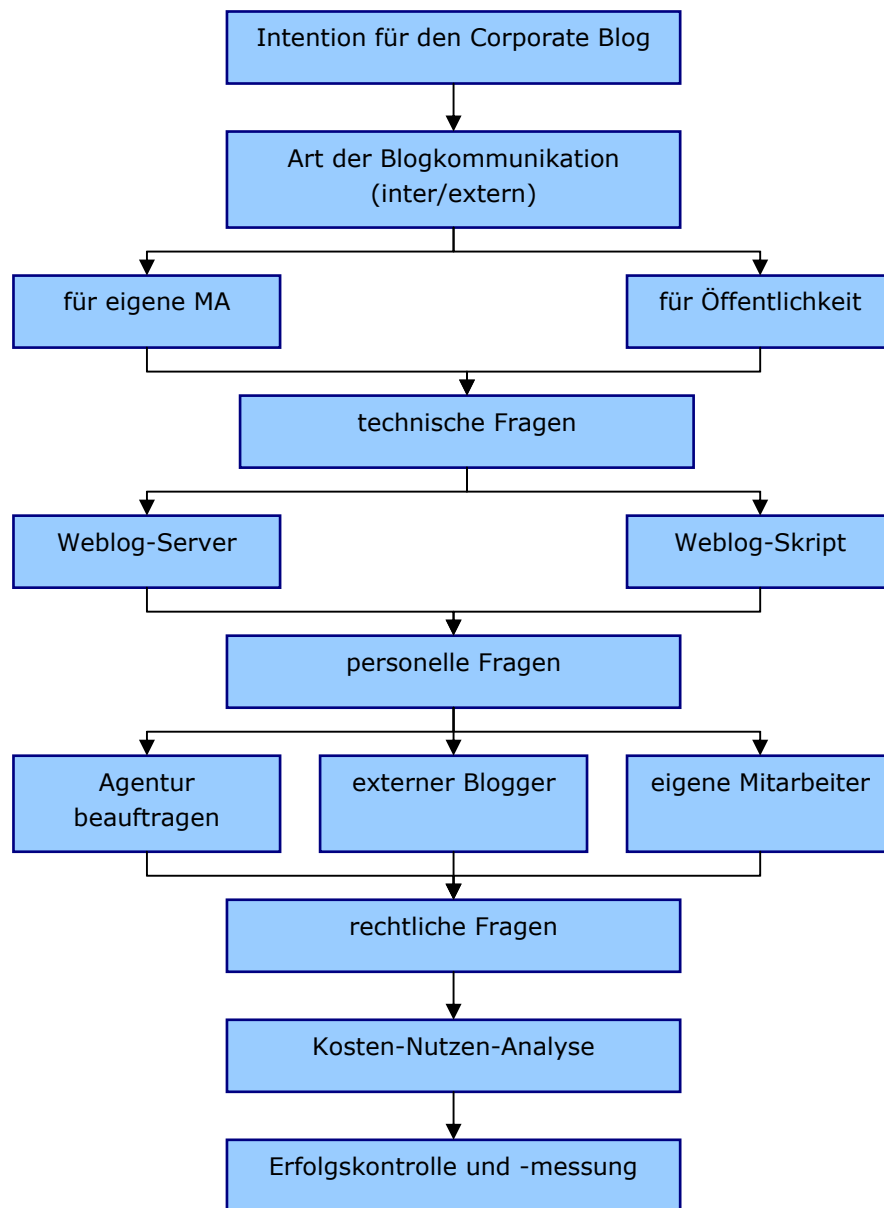 Intention für den Corporate Blog
Art der Blogkommunikation
(inter/extern)
für eigene MA
für Öffentlichkeit
technische Fragen
Weblog-Server
Weblog-Skript
personelle Fragen
Agentur
beauftragen
externer Blogger
eigene Mitarbeiter
rechtliche Fragen
Kosten-Nutzen-Analyse
Erfolgskontrolle und -messung